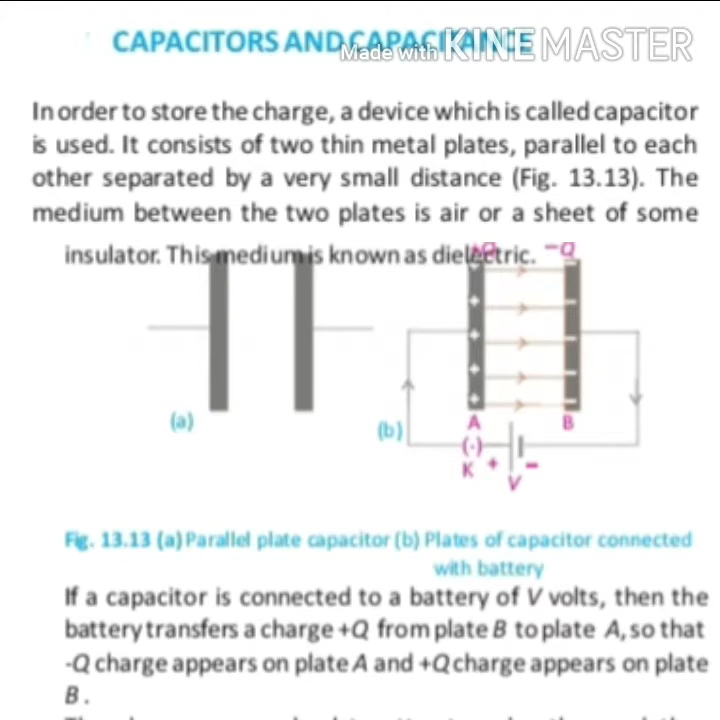 CAPACITORS AND CAPACITANCE
Made with KINEMASTER
In order to store the charge, a device which is called capacitor
is used. It consists of two thin metal plates, parallel to each
other separated by a very small distance (Fig. 13.13). The
medium between the two plates is air or a sheet of some
insulator. This medium is known as dielectric.
+Q -Q
(a)
(b)
A B
(·)
K + -
V
Fig. 13.13 (a) Parallel plate capacitor (b) Plates of capacitor connected
with battery
If a capacitor is connected to a battery of V volts, then the
battery transfers a charge +Q from plate B to plate A, so that
-Q charge appears on plate A and +Q charge appears on plate
B.